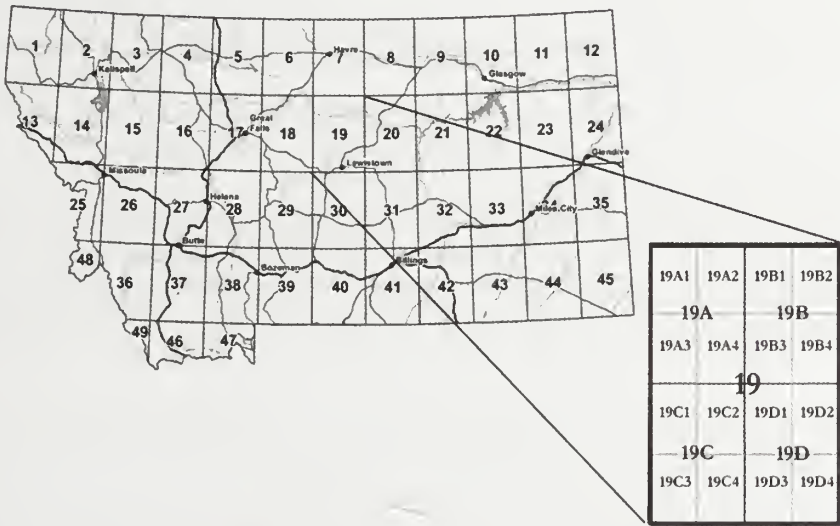 1 2 3 4 5 6 7 8 9 10 11 12
Kalispell Havre Glasgow
13 14 15 16 17 18 19 20 21 22 23 24
Great
Falls
Lewistown Glendive
Missoula
25 26 27 28 29 30 31 32 33 34 35
Helena Miles City
Butte Bozeman Billings
48 36 37 38 39 40 41 42 43 44 45
49 46 47
19A1 19A2 19B1 19B2
19A 19B
19A3 19A4 19B3 19B4
19
19C1 19C2 19D1 19D2
19C 19D
19C3 19C4 19D3 19D4